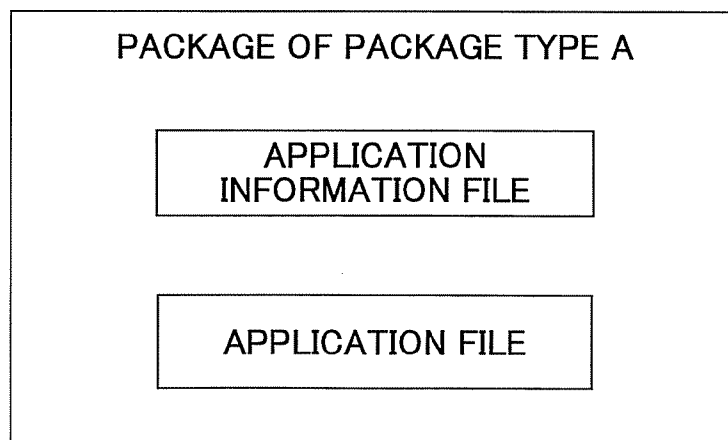 PACKAGE OF PACKAGE TYPE A
APPLICATION
INFORMATION FILE
APPLICATION FILE